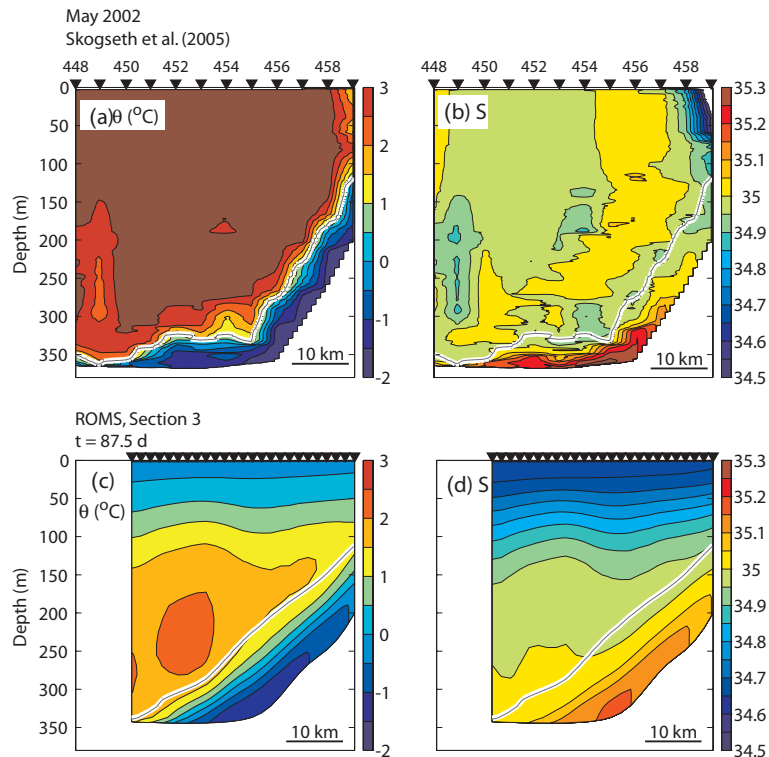 May 2002
Skogseth et al. (2005)
448 450 452 454 456 458
448 450 452 454 456 458
(a) θ (°C)
(b) S
Depth (m)
0
50
100
150
200
250
300
350
10 km
10 km
3
2
1
0
-1
-2
35.3
35.2
35.1
35
34.9
34.8
34.7
34.6
34.5
ROMS, Section 3
t = 87.5 d
(c)
θ (°C)
(d) S
Depth (m)
0
50
100
150
200
250
300
350
10 km
10 km
3
2
1
0
-1
-2
35.3
35.2
35.1
35
34.9
34.8
34.7
34.6
34.5